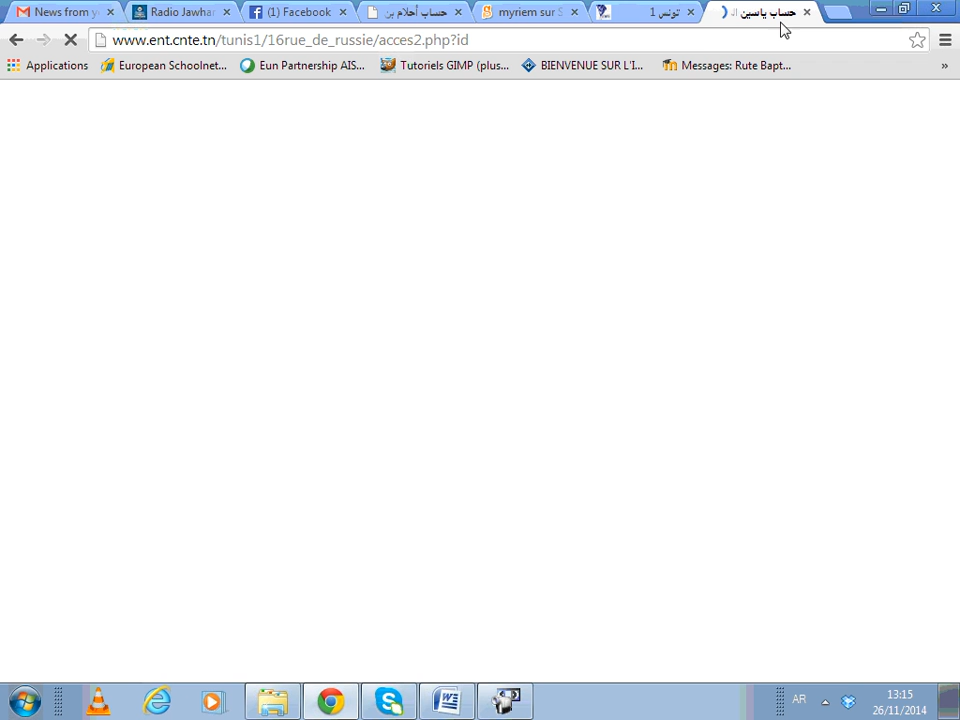 News from y
Radio Jawha
(1) Facebook
حساب أحلام بن
myriem sur S
تونس 1
حساب ياسين ال
www.ent.cnte.tn/tunis1/16rue_de_russie/acces2.php?id
Applications
European Schoolnet...
Eun Partnership AIS...
Tutoriels GIMP (plus...
BIENVENUE SUR L'I...
Messages: Rute Bapt...
»
AR
13:15
26/11/2014